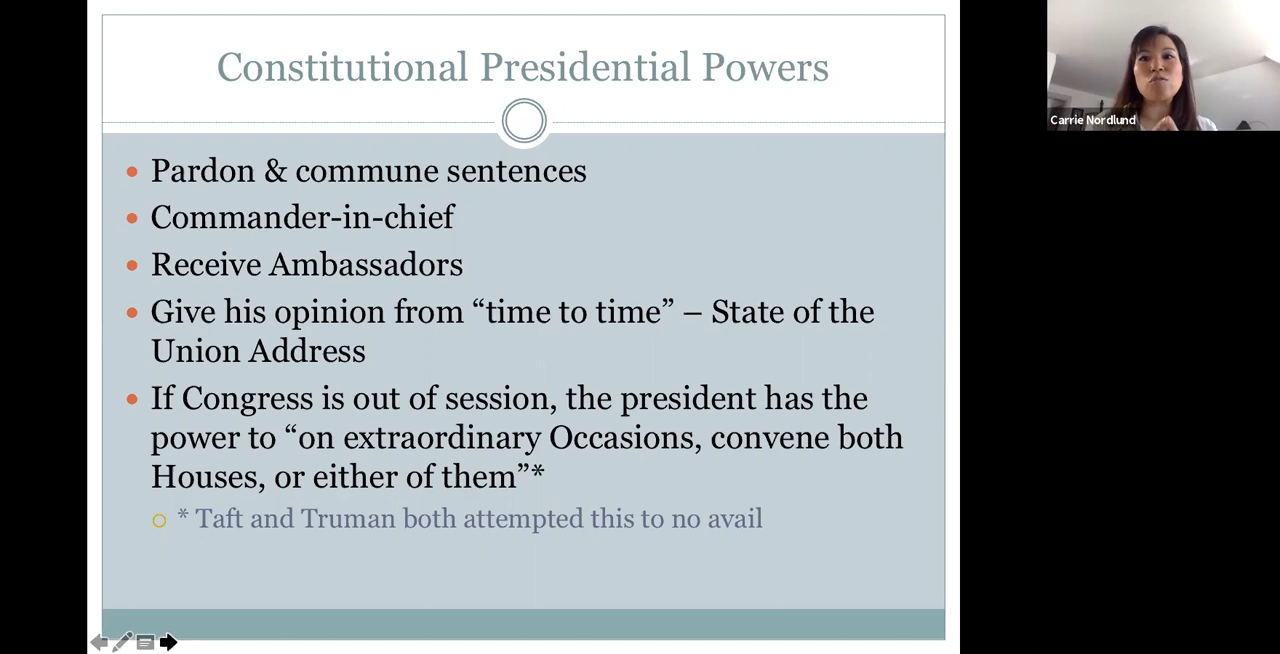 Constitutional Presidential Powers
Pardon & commune sentences
Commander-in-chief
Receive Ambassadors
Give his opinion from “time to time” – State of the
Union Address
If Congress is out of session, the president has the
power to “on extraordinary Occasions, convene both
Houses, or either of them”*
* Taft and Truman both attempted this to no avail
Carrie Nordlund